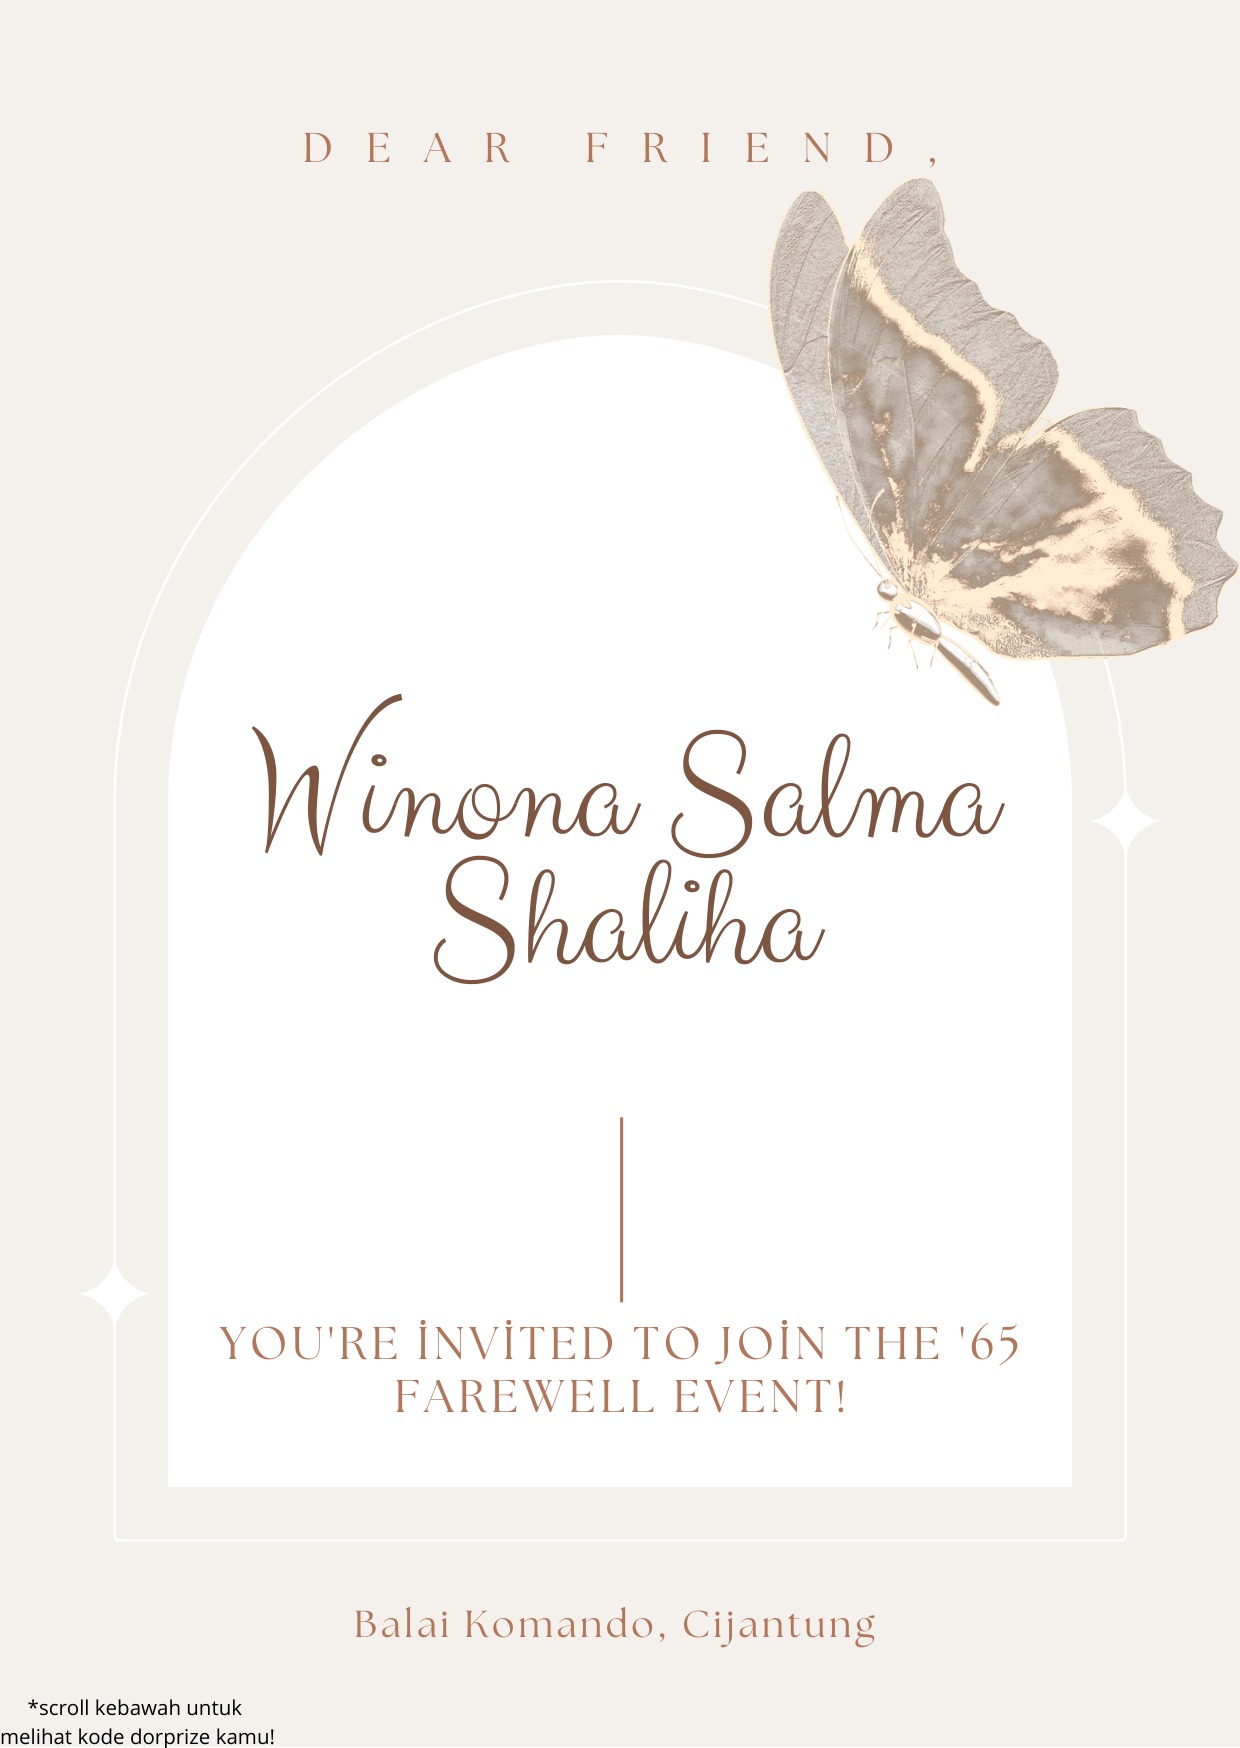 DEAR FRIEND,
Winona Salma
Shaliha
YOU'RE İNVİTED TO JOİN THE '65
FAREWELL EVENT!
Balai Komando, Cijantung
*scroll kebawah untuk
melihat kode dorprize kamu!